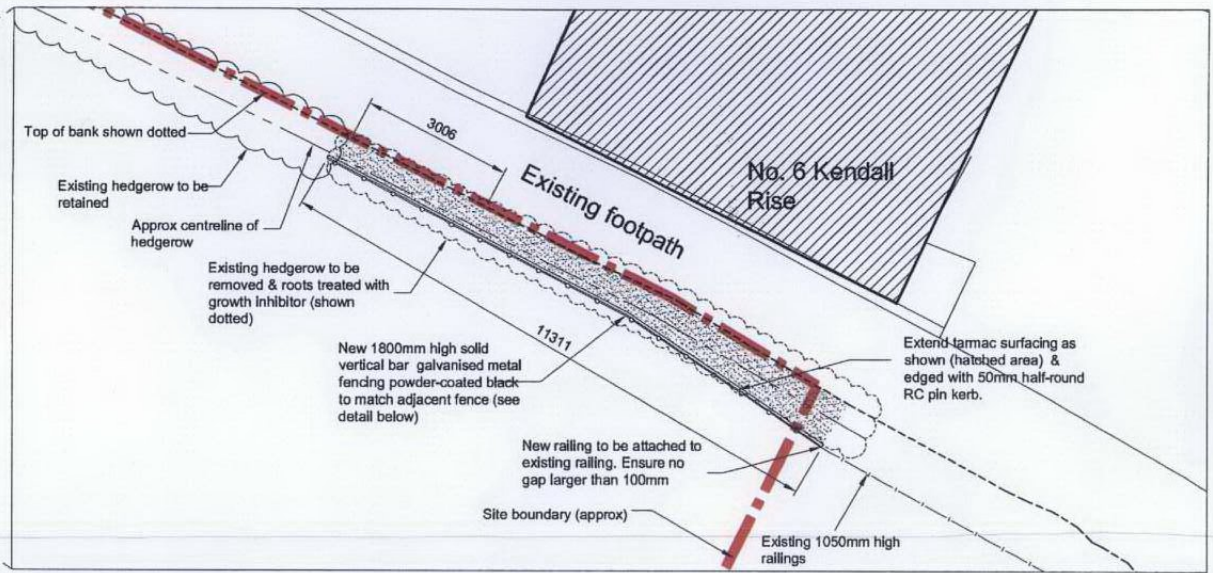 3006
Top of bank shown dotted
Existing footpath
No. 6 Kendall
Rise
Existing hedgerow to be
retained
Approx centreline of
hedgerow
Existing hedgerow to be
removed & roots treated with
growth inhibitor (shown
dotted)
11311
New 1800mm high solid
vertical bar galvanised metal
fencing powder-coated black
to match adjacent fence (see
detail below)
Extend tarmac surfacing as
shown (hatched area) &
edged with 50mm half-round
RC pin kerb.
New railing to be attached to
existing railing. Ensure no
gap larger than 100mm
Site boundary (approx)
Existing 1050mm high
railings